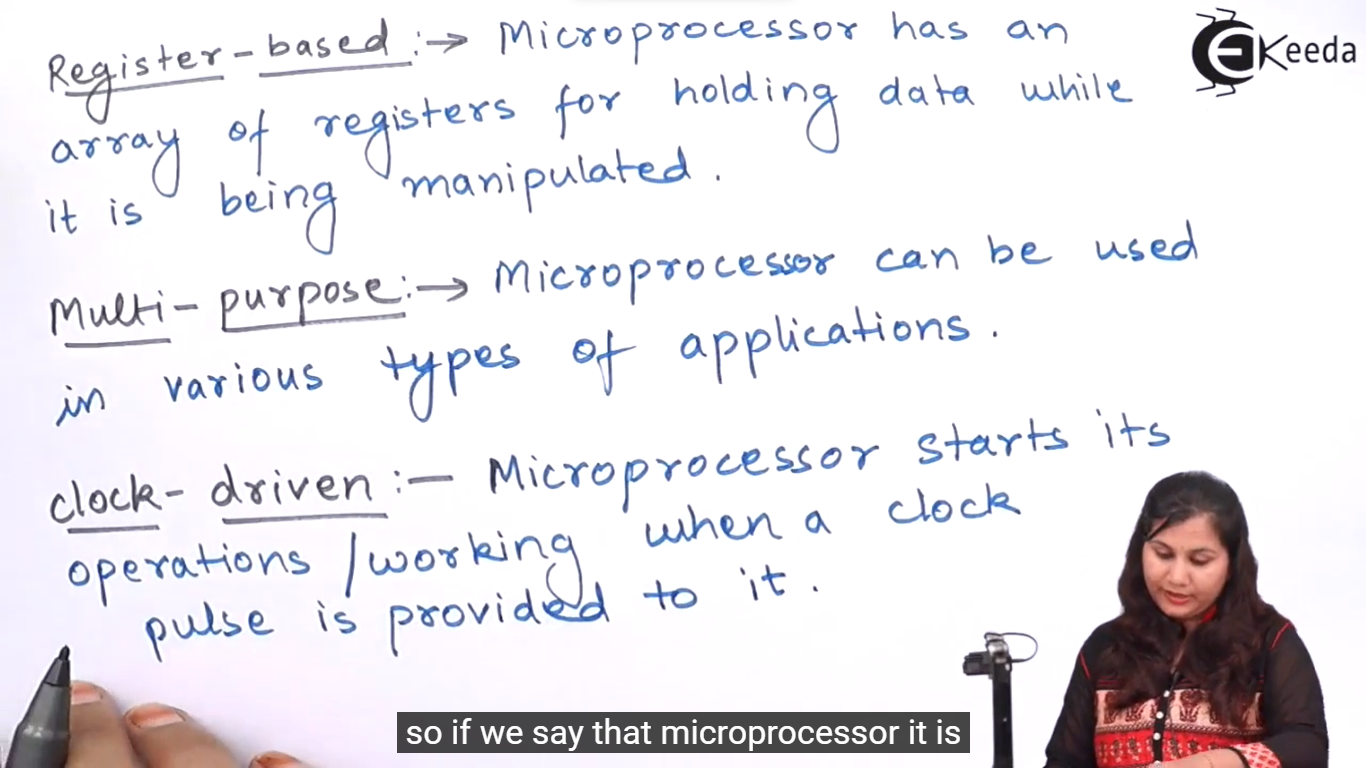 Register-based :→ Microprocessor has an
array of registers for holding data while
it is being manipulated.
Multi-purpose :→ Microprocessor can be used
in various types of applications.
clock-driven :— Microprocessor starts its
operations/working when a clock
pulse is provided to it.
Ekeeda
so if we say that microprocessor it is